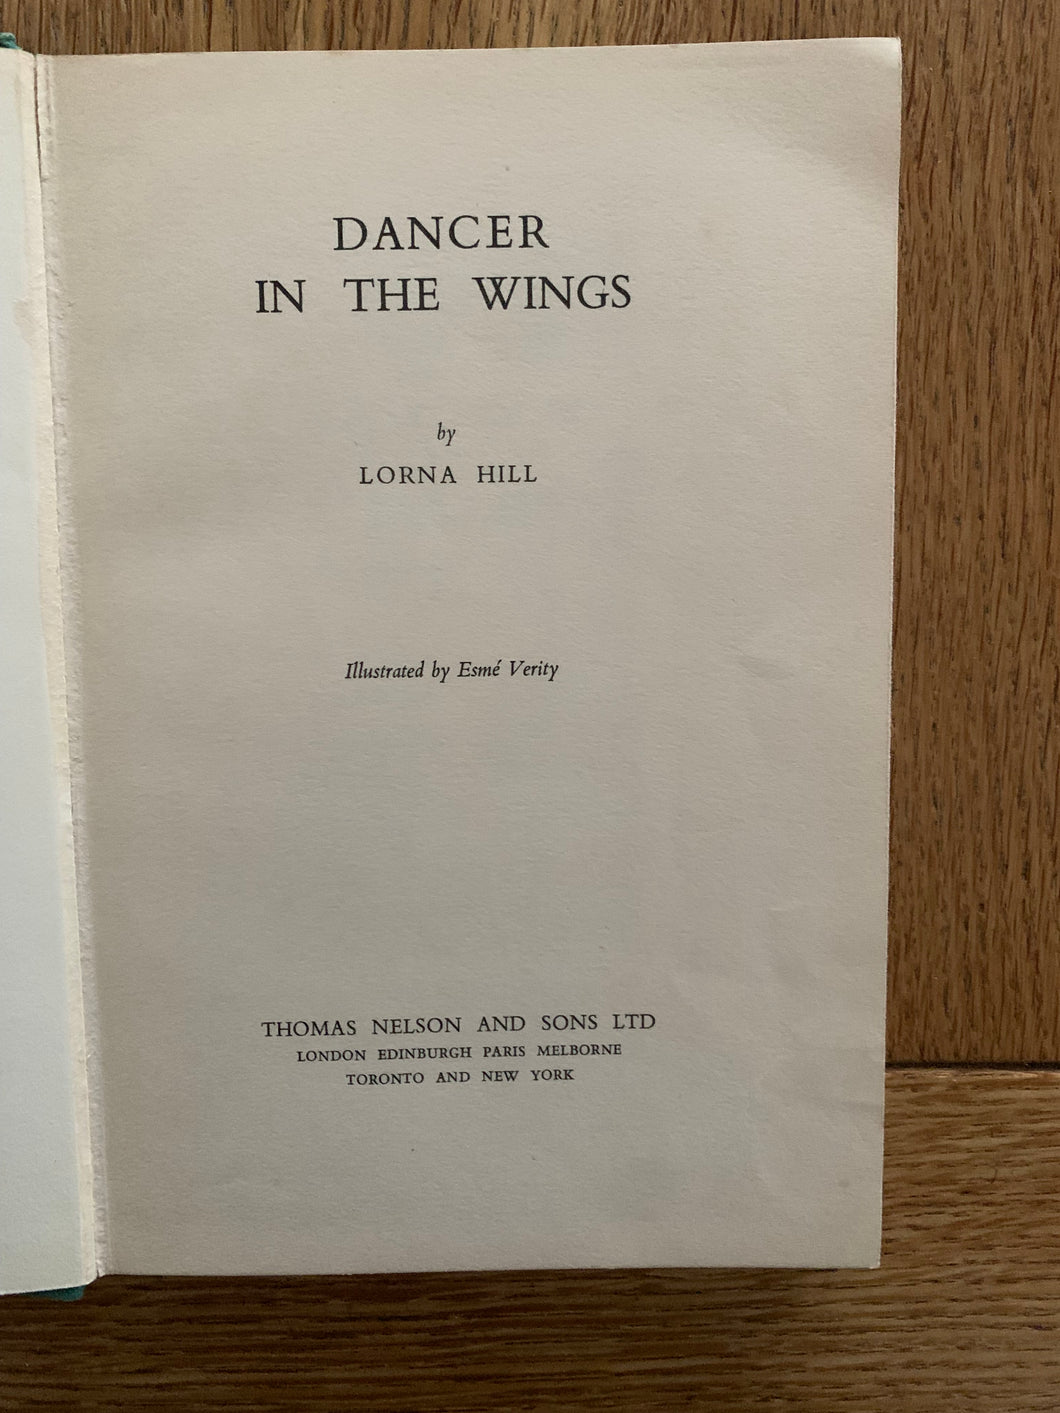 DANCER
IN THE WINGS
by
LORNA HILL
Illustrated by Esmé Verity
THOMAS NELSON AND SONS LTD
LONDON EDINBURGH PARIS MELBORNE
TORONTO AND NEW YORK